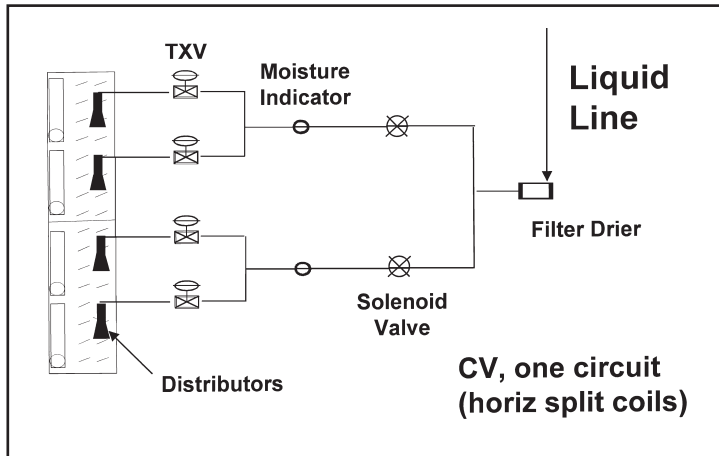 TXV
Moisture
Indicator
Liquid
Line
Filter Drier
Solenoid
Valve
Distributors
CV, one circuit
(horiz split coils)